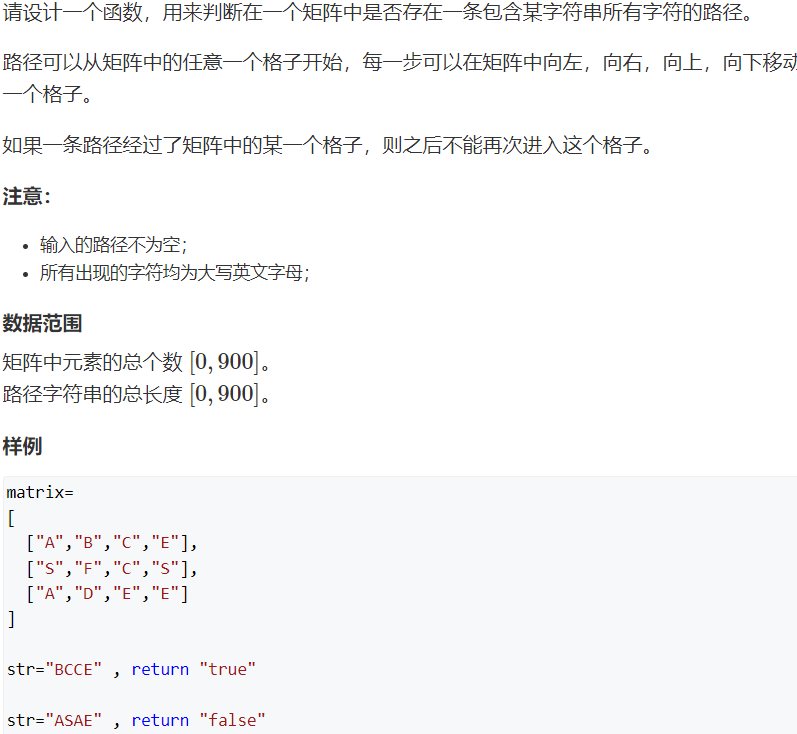 请设计一个函数，用来判断在一个矩阵中是否存在一条包含某字符串所有字符的路径。
路径可以从矩阵中的任意一个格子开始，每一步可以在矩阵中向左，向右，向上，向下移动
一个格子。
如果一条路径经过了矩阵中的某一个格子，则之后不能再次进入这个格子。
注意：
• 输入的路径不为空；
• 所有出现的字符均为大写英文字母；
数据范围
矩阵中元素的总个数 [0, 900]。
路径字符串的总长度 [0, 900]。
样例
matrix=
[
  ["A","B","C","E"],
  ["S","F","C","S"],
  ["A","D","E","E"]
]
str="BCCE" , return "true"
str="ASAE" , return "false"